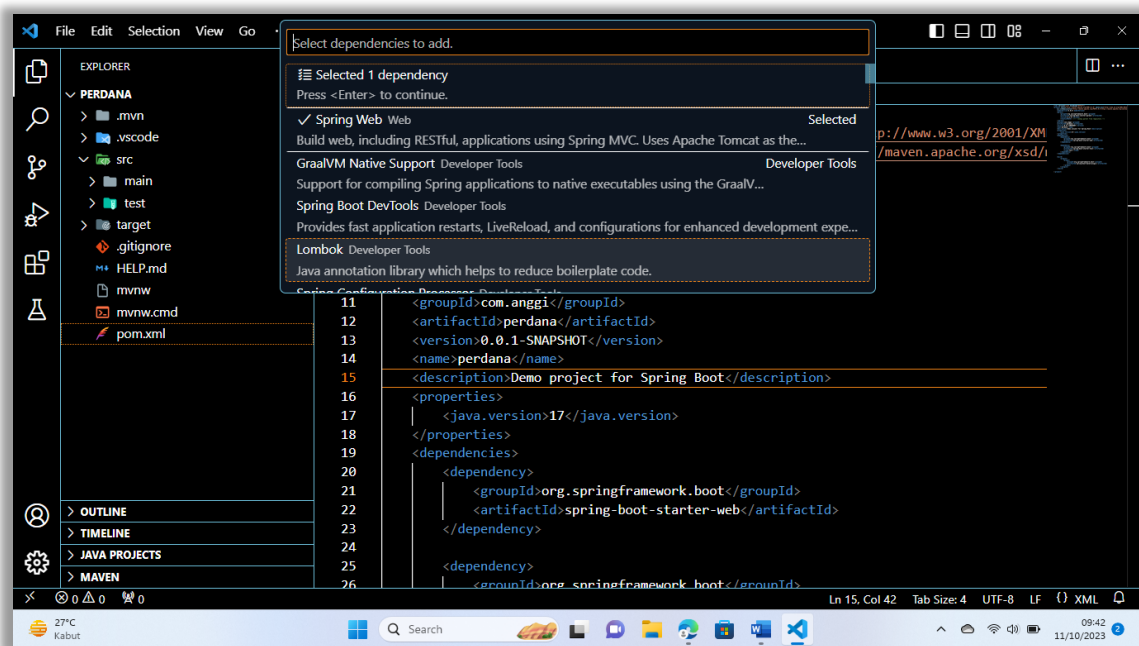 File Edit Selection View Go
Select dependencies to add.
Selected 1 dependency
Press <Enter> to continue.
Spring Web Web Selected
Build web, including RESTful, applications using Spring MVC. Uses Apache Tomcat as the...
GraalVM Native Support Developer Tools Developer Tools
Support for compiling Spring applications to native executables using the GraalV...
Spring Boot DevTools Developer Tools
Provides fast application restarts, LiveReload, and configurations for enhanced development expe...
Lombok Developer Tools
Java annotation library which helps to reduce boilerplate code.
Spring Configuration Processor Developer Tools
EXPLORER
PERDANA
.mvn
.vscode
src
main
test
target
.gitignore
HELP.md
mvnw
mvnw.cmd
pom.xml
OUTLINE
TIMELINE
JAVA PROJECTS
MAVEN
p://www.w3.org/2001/XM
/maven.apache.org/xsd/
11 <groupId>com.anggi</groupId>
12 <artifactId>perdana</artifactId>
13 <version>0.0.1-SNAPSHOT</version>
14 <name>perdana</name>
15 <description>Demo project for Spring Boot</description>
16 <properties>
17 <java.version>17</java.version>
18 </properties>
19 <dependencies>
20 <dependency>
21 <groupId>org.springframework.boot</groupId>
22 <artifactId>spring-boot-starter-web</artifactId>
23 </dependency>
24
25 <dependency>
26 <groupId>org.springframework.boot</groupId>
0 0 0 Ln 15, Col 42 Tab Size: 4 UTF-8 LF {} XML
27°C
Kabut
Search
09:42
11/10/2023 2